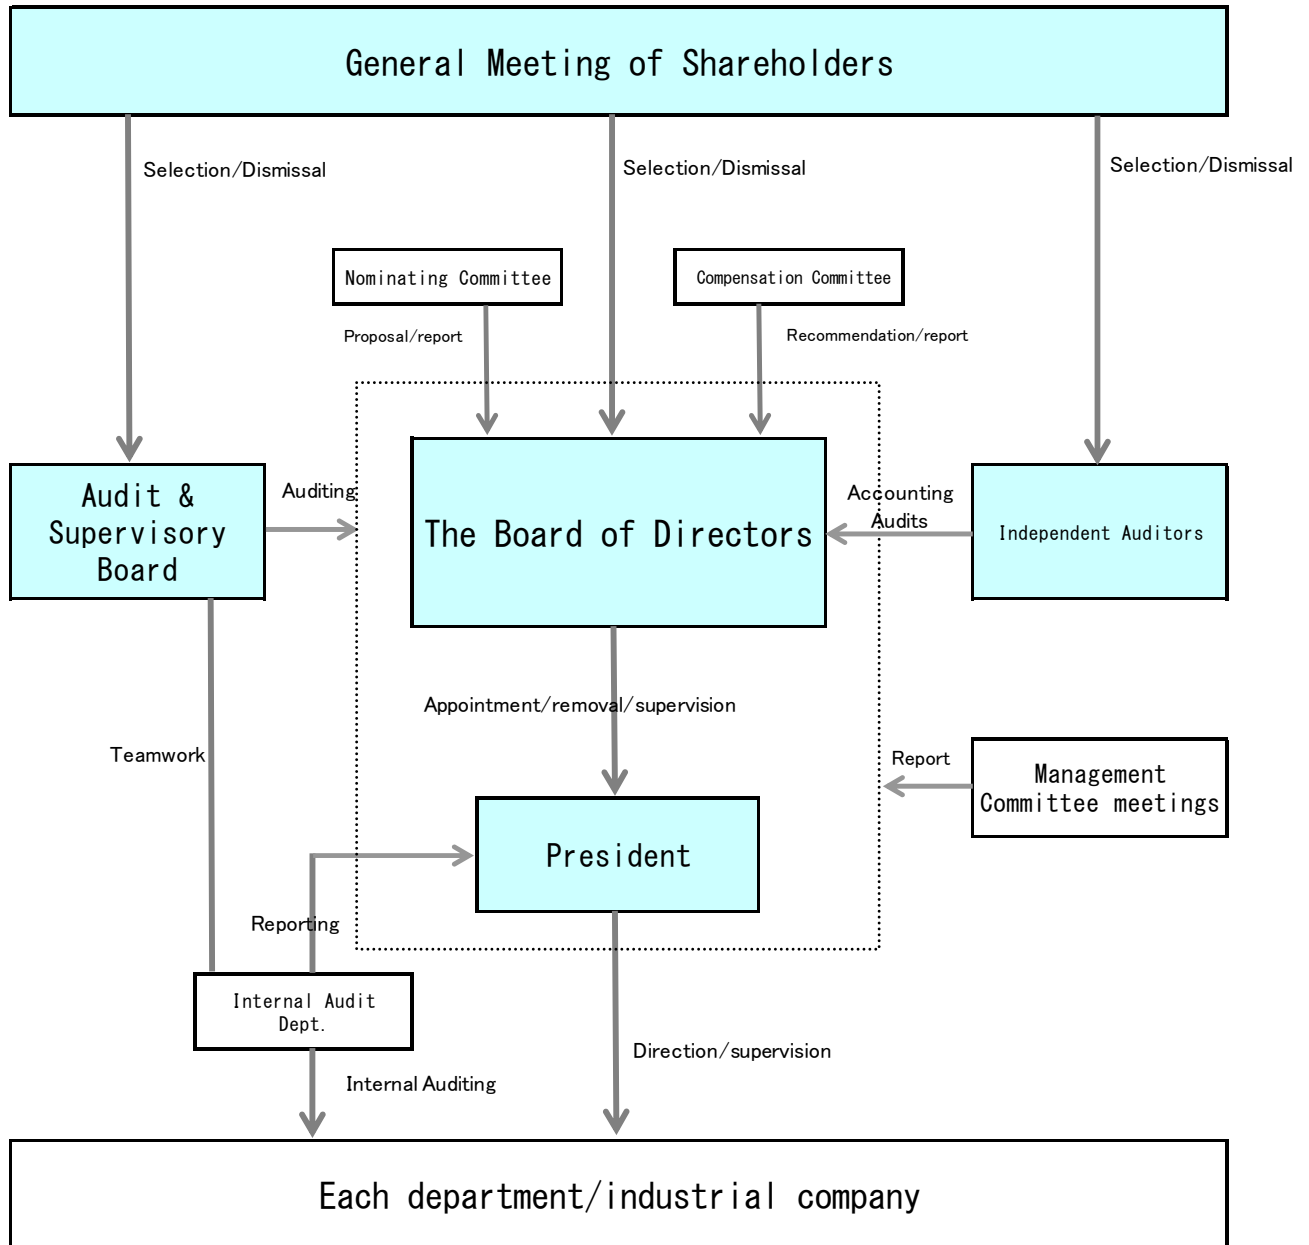 General Meeting of Shareholders
Selection/Dismissal
Selection/Dismissal
Selection/Dismissal
Nominating Committee
Compensation Committee
Proposal/report
Recommendation/report
Audit &
Supervisory
Board
Auditing
The Board of Directors
Accounting
Audits
Independent Auditors
Appointment/removal/supervision
Teamwork
Report
Management
Committee meetings
President
Reporting
Internal Audit
Dept.
Direction/supervision
Internal Auditing
Each department/industrial company